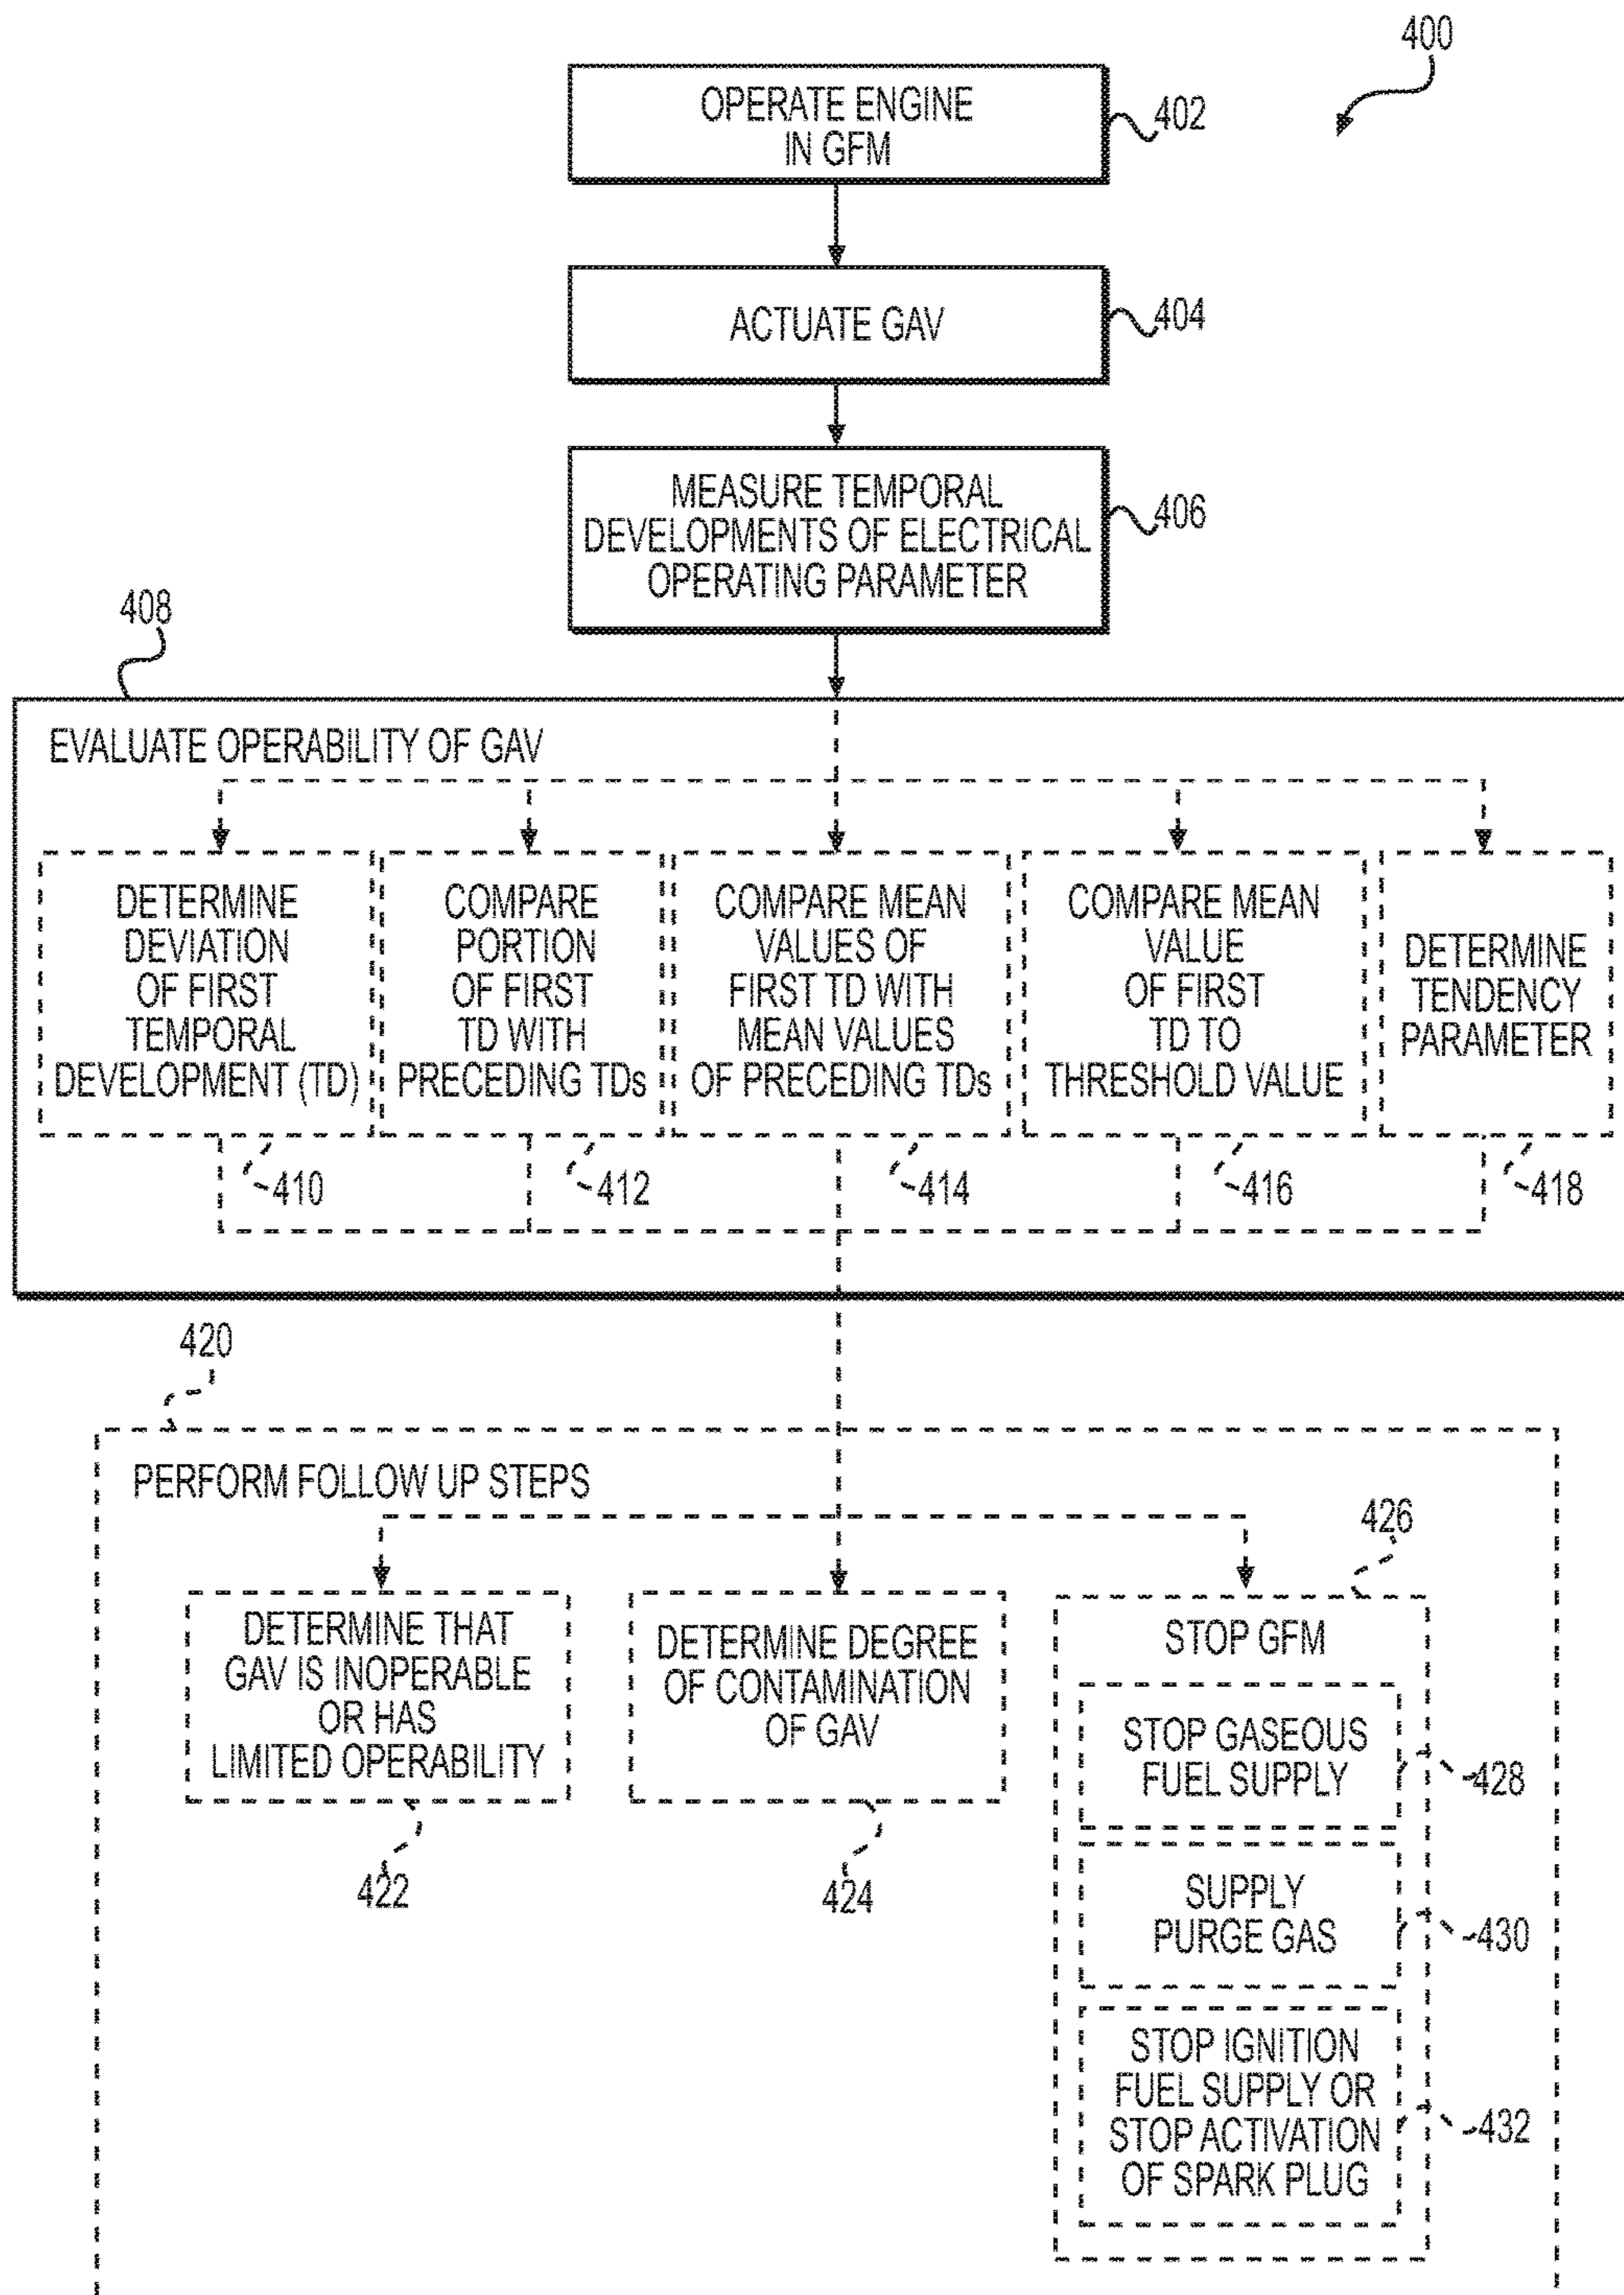 400
OPERATE ENGINE
IN GFM
402
ACTUATE GAV
404
MEASURE TEMPORAL
DEVELOPMENTS OF ELECTRICAL
OPERATING PARAMETER
406
408
EVALUATE OPERABILITY OF GAV
DETERMINE
DEVIATION
OF FIRST
TEMPORAL
DEVELOPMENT (TD)
410
COMPARE
PORTION
OF FIRST
TD WITH
PRECEDING TDs
412
COMPARE MEAN
VALUES OF
FIRST TD WITH
MEAN VALUES
OF PRECEDING TDs
414
COMPARE MEAN
VALUE
OF FIRST
TD TO
THRESHOLD VALUE
416
DETERMINE
TENDENCY
PARAMETER
418
420
PERFORM FOLLOW UP STEPS
DETERMINE THAT
GAV IS INOPERABLE
OR HAS
LIMITED OPERABILITY
422
DETERMINE DEGREE
OF CONTAMINATION
OF GAV
424
426
STOP GFM
STOP GASEOUS
FUEL SUPPLY
428
SUPPLY
PURGE GAS
430
STOP IGNITION
FUEL SUPPLY OR
STOP ACTIVATION
OF SPARK PLUG
432